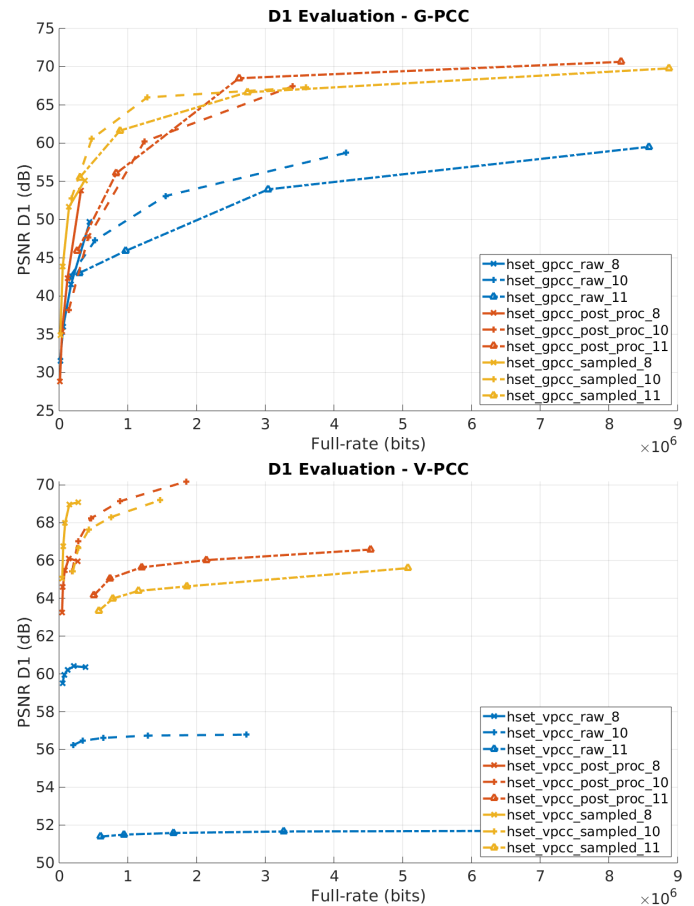 D1 Evaluation - G-PCC
75
70
65
60
55
50
45
40
35
30
25
PSNR D1 (dB)
hset_gpcc_raw_8
hset_gpcc_raw_10
hset_gpcc_raw_11
hset_gpcc_post_proc_8
hset_gpcc_post_proc_10
hset_gpcc_post_proc_11
hset_gpcc_sampled_8
hset_gpcc_sampled_10
hset_gpcc_sampled_11
0 1 2 3 4 5 6 7 8 9
Full-rate (bits)
×10⁶
D1 Evaluation - V-PCC
70
68
66
64
62
60
58
56
54
52
50
PSNR D1 (dB)
hset_vpcc_raw_8
hset_vpcc_raw_10
hset_vpcc_raw_11
hset_vpcc_post_proc_8
hset_vpcc_post_proc_10
hset_vpcc_post_proc_11
hset_vpcc_sampled_8
hset_vpcc_sampled_10
hset_vpcc_sampled_11
0 1 2 3 4 5 6 7 8 9
Full-rate (bits)
×10⁶